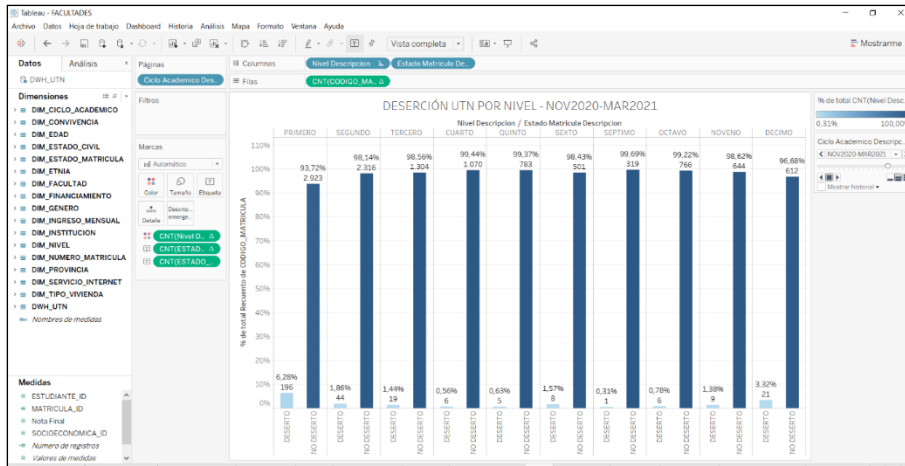 Tableau - FACULTADES
Archivo Datos Hoja de trabajo Dashboard Historia Análisis Mapa Formato Ventana Ayuda
Vista completa
Mostrarme
Datos Análisis
DWH_UTN
Dimensiones
DIM_CICLO_ACADEMICO
DIM_CONVIVENCIA
DIM_EDAD
DIM_ESTADO_CIVIL
DIM_ESTADO_MATRICULA
DIM_ETNIA
DIM_FACULTAD
DIM_FINANCIAMIENTO
DIM_GENERO
DIM_INGRESO_MENSUAL
DIM_INSTITUCION
DIM_NIVEL
DIM_NUMERO_MATRICULA
DIM_PROVINCIA
DIM_SERVICIO_INTERNET
DIM_TIPO_VIVIENDA
DWH_UTN
Abc Nombres de medidas
Medidas
ESTUDIANTE_ID
MATRICULA_ID
Nota Final
SOCIOECONOMICA_ID
Número de registros
Valores de medidas
Páginas
Ciclo Academico Des..
Filtros
Marcas
Automático
Color Tamaño Etiqueta
Detalle Descrip... emerge...
CNT(Nivel D..
CNT(ESTAD..
CNT(ESTADO_..
Columnas Nivel Descripcion Estado Matricula De..
Filas CNT(CODIGO_MA..
DESERCIÓN UTN POR NIVEL - NOV2020-MAR2021
Nivel Descripcion / Estado Matricula Descripcion
PRIMERO SEGUNDO TERCERO CUARTO QUINTO SEXTO SEPTIMO OCTAVO NOVENO DECIMO
% de total Recuento de CODIGO_MATRICULA
110%
100%
90%
80%
70%
60%
50%
40%
30%
20%
10%
0%
93,72% 98,14% 98,56% 99,44% 99,37% 98,43% 99,69% 99,22% 98,62% 96,68%
2.923 2.316 1.304 1.070 783 501 319 766 644 612
6,28% 1,86% 1,44% 0,56% 0,63% 1,57% 0,31% 0,78% 1,38% 3,32%
196 44 19 6 5 8 1 6 9 21
DESERTO NO DESERTO DESERTO NO DESERTO DESERTO NO DESERTO DESERTO NO DESERTO DESERTO NO DESERTO DESERTO NO DESERTO DESERTO NO DESERTO DESERTO NO DESERTO DESERTO NO DESERTO DESERTO NO DESERTO
% de total CNT(Nivel Desc.
0,31% 100,00%
Ciclo Academico Descripc..
NOV2020-MAR2021
Mostrar historial